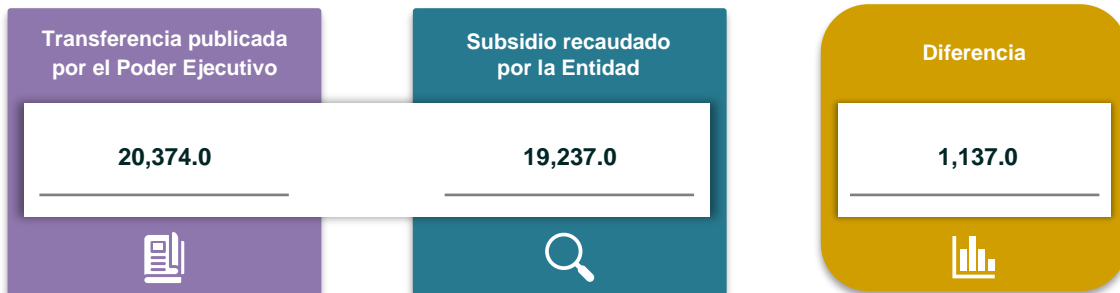 Transferencia publicada
por el Poder Ejecutivo
20,374.0
Subsidio recaudado
por la Entidad
19,237.0
Diferencia
1,137.0